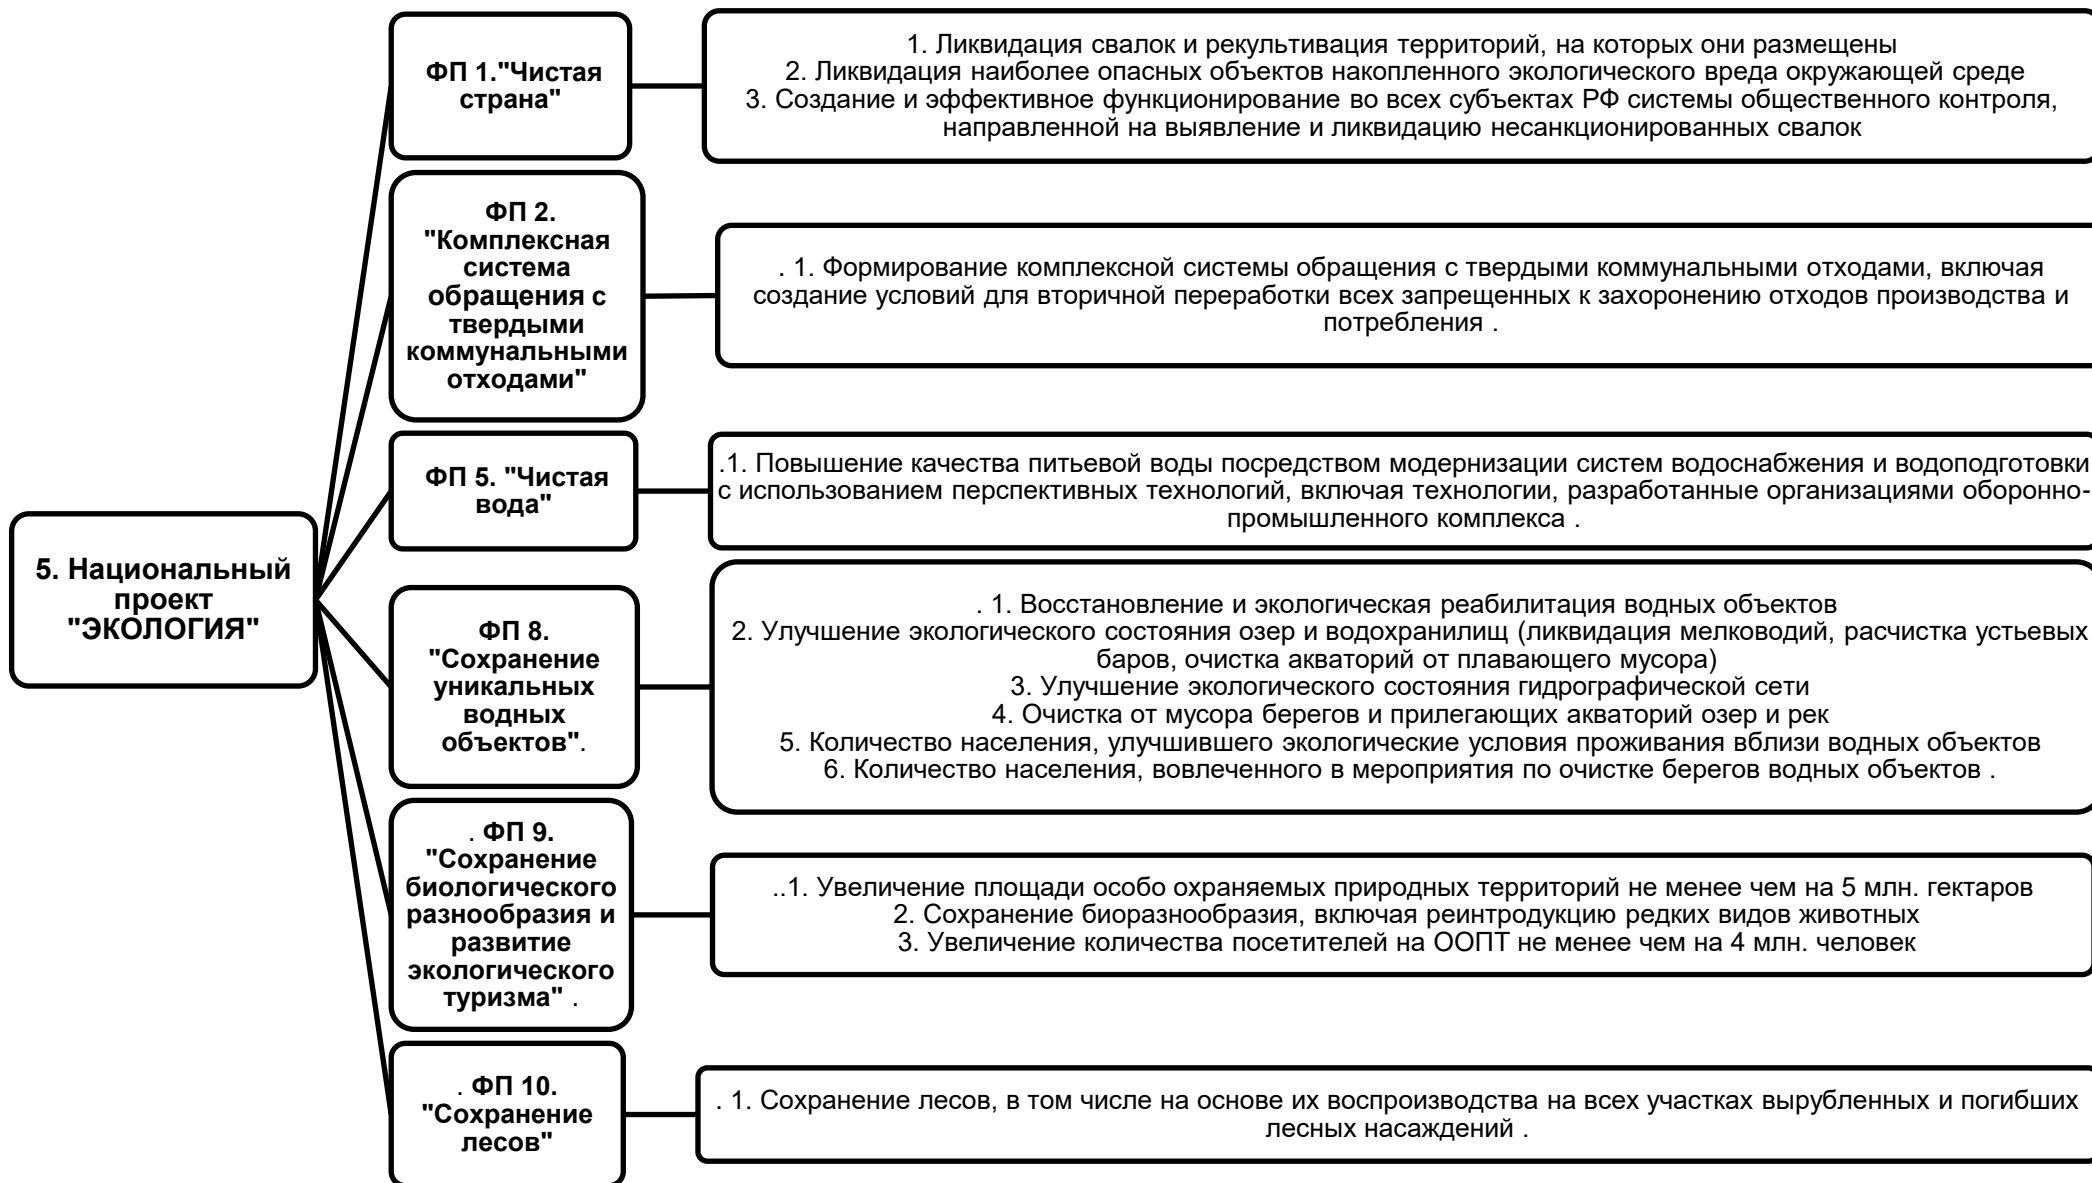 5. Национальный
проект
"ЭКОЛОГИЯ"
ФП 1."Чистая
страна"
1. Ликвидация свалок и рекультивация территорий, на которых они размещены
2. Ликвидация наиболее опасных объектов накопленного экологического вреда окружающей среде
3. Создание и эффективное функционирование во всех субъектах РФ системы общественного контроля,
направленной на выявление и ликвидацию несанкционированных свалок
ФП 2.
"Комплексная
система
обращения с
твердыми
коммунальными
отходами"
. 1. Формирование комплексной системы обращения с твердыми коммунальными отходами, включая
создание условий для вторичной переработки всех запрещенных к захоронению отходов производства и
потребления .
ФП 5. "Чистая
вода"
.1. Повышение качества питьевой воды посредством модернизации систем водоснабжения и водоподготовки
с использованием перспективных технологий, включая технологии, разработанные организациями оборонно-
промышленного комплекса .
ФП 8.
"Сохранение
уникальных
водных
объектов".
. 1. Восстановление и экологическая реабилитация водных объектов
2. Улучшение экологического состояния озер и водохранилищ (ликвидация мелководий, расчистка устьевых
баров, очистка акваторий от плавающего мусора)
3. Улучшение экологического состояния гидрографической сети
4. Очистка от мусора берегов и прилегающих акваторий озер и рек
5. Количество населения, улучшившего экологические условия проживания вблизи водных объектов
6. Количество населения, вовлеченного в мероприятия по очистке берегов водных объектов .
. ФП 9.
"Сохранение
биологического
разнообразия и
развитие
экологического
туризма" .
..1. Увеличение площади особо охраняемых природных территорий не менее чем на 5 млн. гектаров
2. Сохранение биоразнообразия, включая реинтродукцию редких видов животных
3. Увеличение количества посетителей на ООПТ не менее чем на 4 млн. человек
. ФП 10.
"Сохранение
лесов"
. 1. Сохранение лесов, в том числе на основе их воспроизводства на всех участках вырубленных и погибших
лесных насаждений .